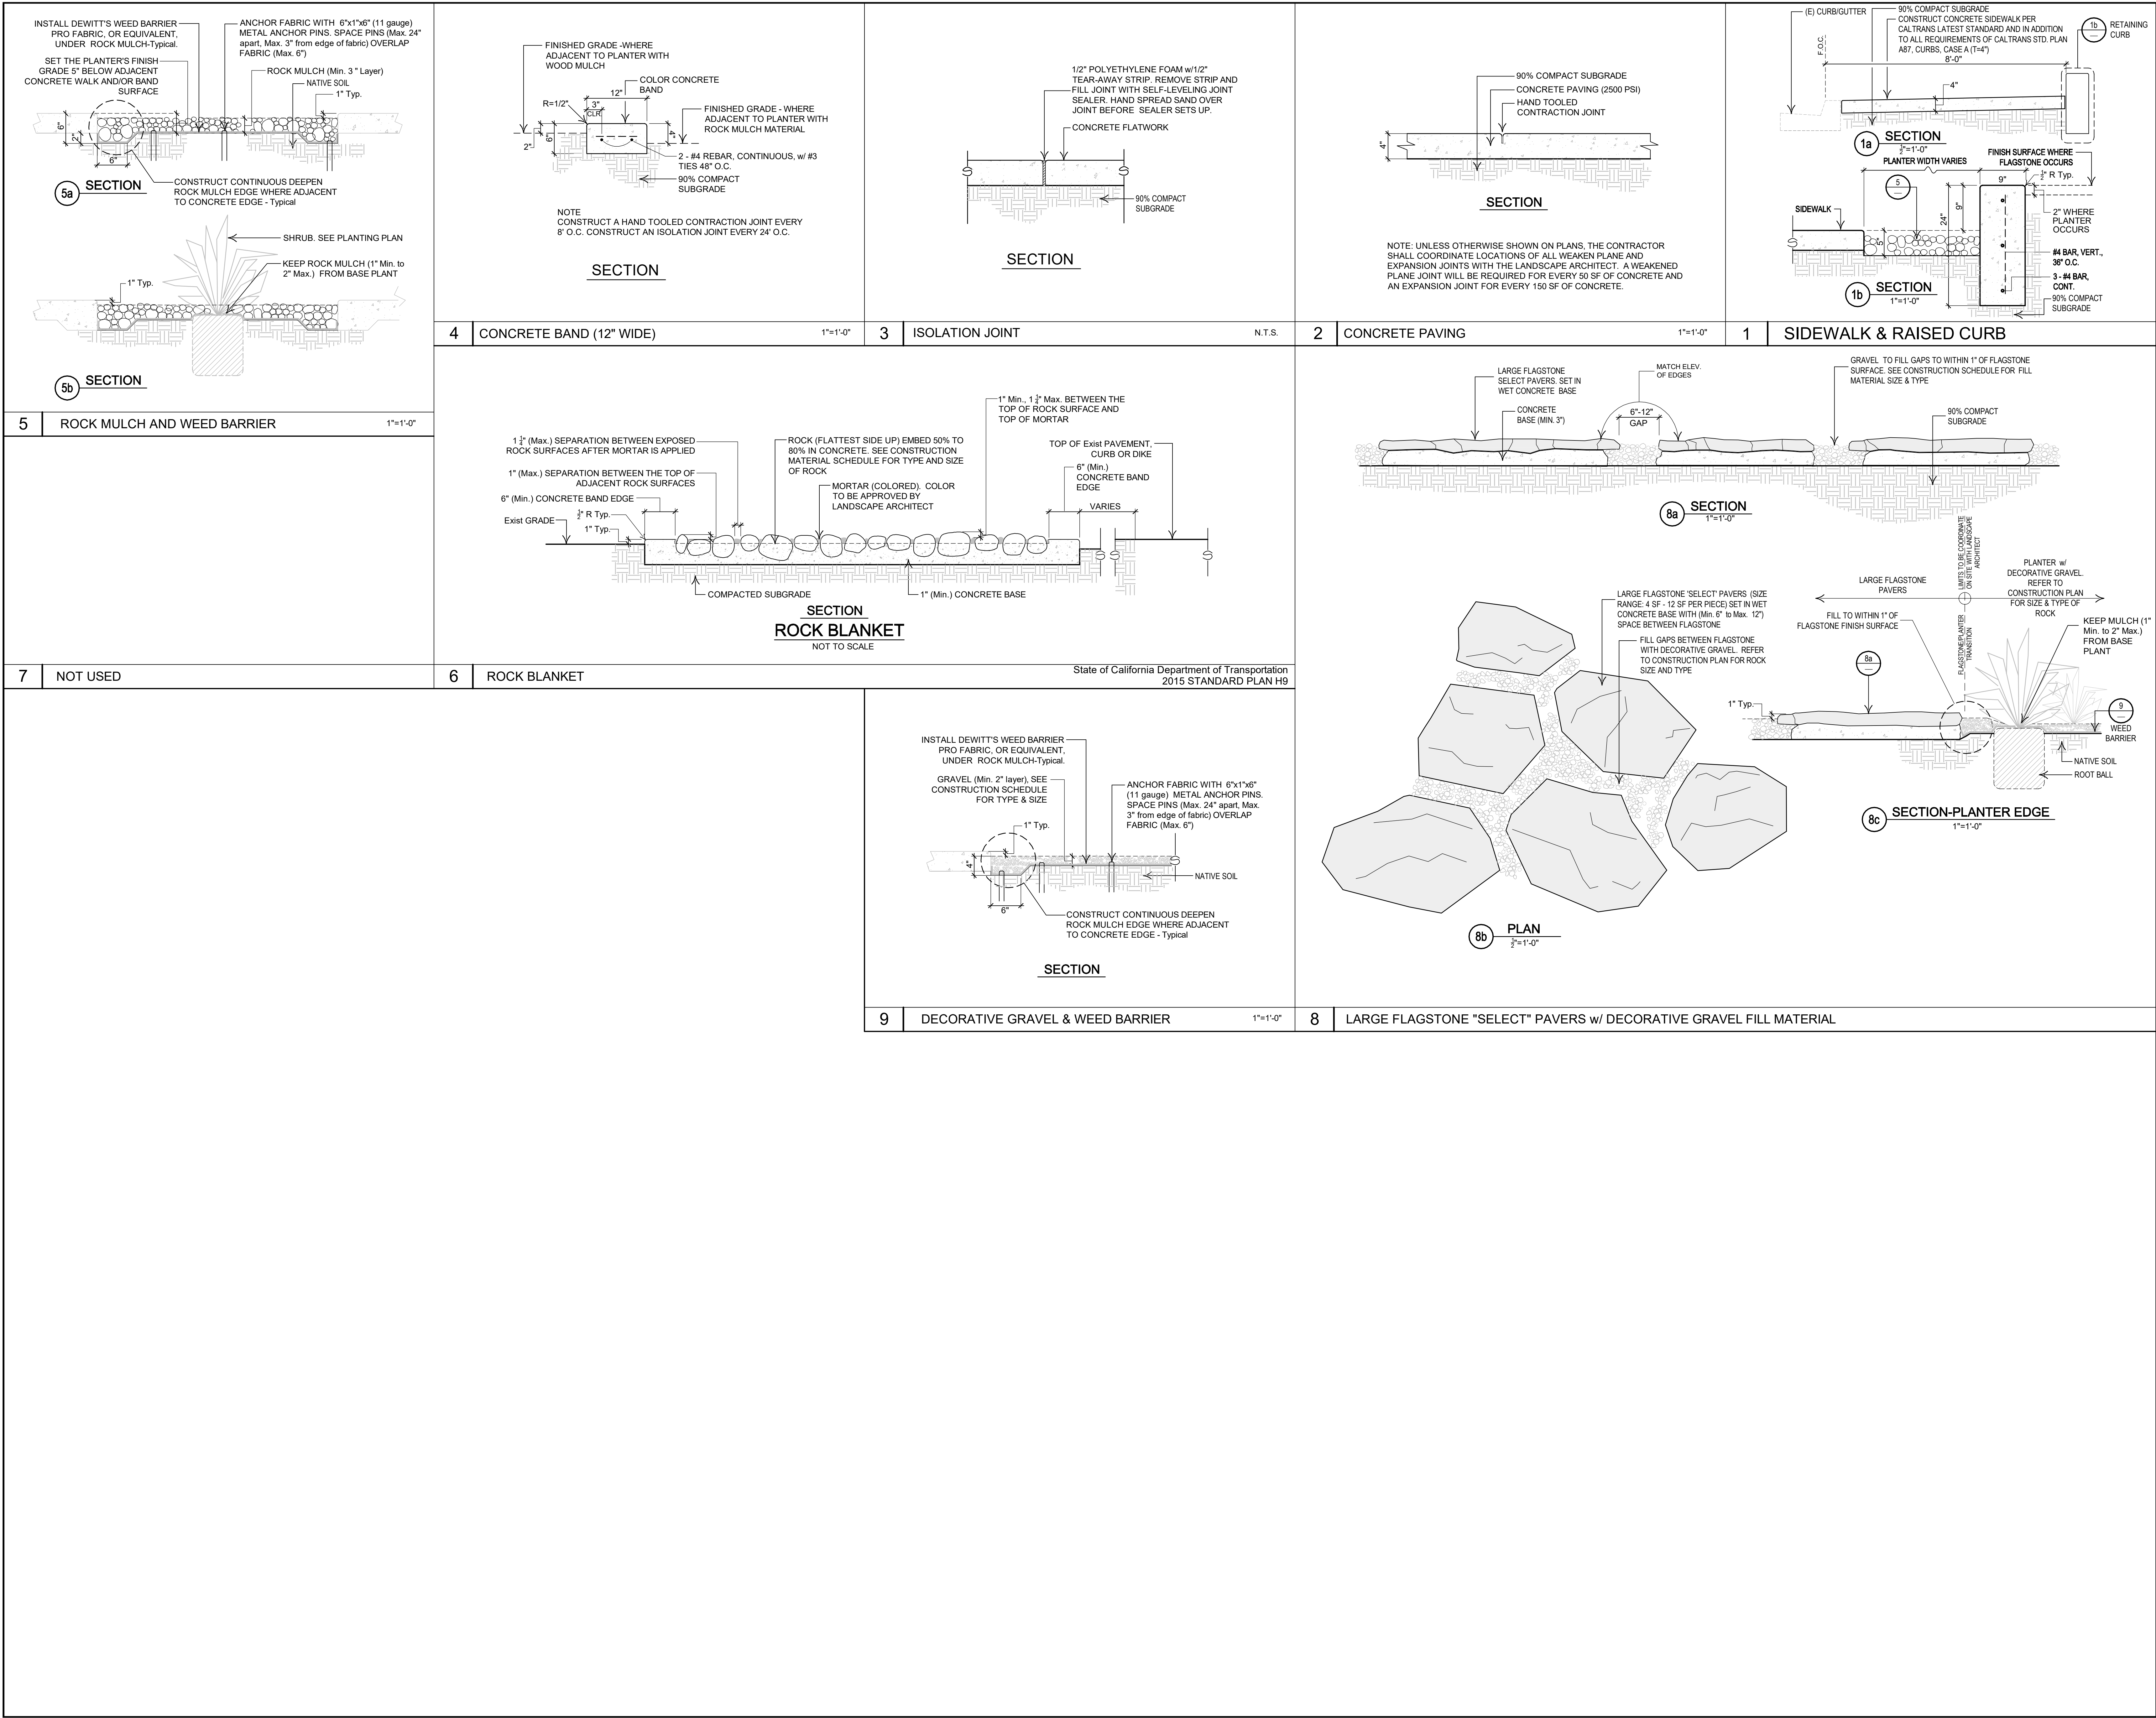 INSTALL DEWITT'S WEED BARRIER
PRO FABRIC, OR EQUIVALENT,
UNDER ROCK MULCH-Typical.
SET THE PLANTER'S FINISH
GRADE 5" BELOW ADJACENT
CONCRETE WALK AND/OR BAND
SURFACE
ANCHOR FABRIC WITH 6"x1"x6" (11 gauge)
METAL ANCHOR PINS. SPACE PINS (Max. 24"
apart, Max. 3" from edge of fabric) OVERLAP
FABRIC (Max. 6")
ROCK MULCH (Min. 3 " Layer)
NATIVE SOIL
1" Typ.
6"
2"
6"
5a SECTION
CONSTRUCT CONTINUOUS DEEPEN
ROCK MULCH EDGE WHERE ADJACENT
TO CONCRETE EDGE - Typical
SHRUB. SEE PLANTING PLAN
KEEP ROCK MULCH (1" Min. to
2" Max.) FROM BASE PLANT
1" Typ.
5b SECTION
5 ROCK MULCH AND WEED BARRIER 1"=1'-0"
FINISHED GRADE -WHERE
ADJACENT TO PLANTER WITH
WOOD MULCH
COLOR CONCRETE
BAND
12"
R=1/2"
3"
CLR
FINISHED GRADE - WHERE
ADJACENT TO PLANTER WITH
ROCK MULCH MATERIAL
2"
6"
4"
2 - #4 REBAR, CONTINUOUS, w/ #3
TIES 48" O.C.
90% COMPACT
SUBGRADE
NOTE
CONSTRUCT A HAND TOOLED CONTRACTION JOINT EVERY
8' O.C. CONSTRUCT AN ISOLATION JOINT EVERY 24' O.C.
SECTION
4 CONCRETE BAND (12" WIDE) 1"=1'-0"
1/2" POLYETHYLENE FOAM w/1/2"
TEAR-AWAY STRIP. REMOVE STRIP AND
FILL JOINT WITH SELF-LEVELING JOINT
SEALER. HAND SPREAD SAND OVER
JOINT BEFORE SEALER SETS UP.
CONCRETE FLATWORK
90% COMPACT
SUBGRADE
SECTION
3 ISOLATION JOINT N.T.S.
90% COMPACT SUBGRADE
CONCRETE PAVING (2500 PSI)
HAND TOOLED
CONTRACTION JOINT
4"
SECTION
NOTE: UNLESS OTHERWISE SHOWN ON PLANS, THE CONTRACTOR
SHALL COORDINATE LOCATIONS OF ALL WEAKEN PLANE AND
EXPANSION JOINTS WITH THE LANDSCAPE ARCHITECT. A WEAKENED
PLANE JOINT WILL BE REQUIRED FOR EVERY 50 SF OF CONCRETE AND
AN EXPANSION JOINT FOR EVERY 150 SF OF CONCRETE.
2 CONCRETE PAVING 1"=1'-0"
(E) CURB/GUTTER
90% COMPACT SUBGRADE
CONSTRUCT CONCRETE SIDEWALK PER
CALTRANS LATEST STANDARD AND IN ADDITION
TO ALL REQUIREMENTS OF CALTRANS STD. PLAN
A87, CURBS, CASE A (T=4")
1b RETAINING
CURB
F.O.C.
8'-0"
4"
1a SECTION
½"=1'-0"
PLANTER WIDTH VARIES
FINISH SURFACE WHERE
FLAGSTONE OCCURS
9"
½" R Typ.
5
SIDEWALK
5"
24"
9"
2" WHERE
PLANTER
OCCURS
#4 BAR, VERT.,
36" O.C.
3 - #4 BAR,
CONT.
90% COMPACT
SUBGRADE
1b SECTION
1"=1'-0"
1 SIDEWALK & RAISED CURB
1 ¼" (Max.) SEPARATION BETWEEN EXPOSED
ROCK SURFACES AFTER MORTAR IS APPLIED
1" (Max.) SEPARATION BETWEEN THE TOP OF
ADJACENT ROCK SURFACES
6" (Min.) CONCRETE BAND EDGE
½" R Typ.
Exist GRADE
1" Typ.
ROCK (FLATTEST SIDE UP) EMBED 50% TO
80% IN CONCRETE. SEE CONSTRUCTION
MATERIAL SCHEDULE FOR TYPE AND SIZE
OF ROCK
MORTAR (COLORED). COLOR
TO BE APPROVED BY
LANDSCAPE ARCHITECT
1" Min., 1 ¼" Max. BETWEEN THE
TOP OF ROCK SURFACE AND
TOP OF MORTAR
TOP OF Exist PAVEMENT,
CURB OR DIKE
6" (Min.)
CONCRETE BAND
EDGE
VARIES
COMPACTED SUBGRADE
1" (Min.) CONCRETE BASE
SECTION
ROCK BLANKET
NOT TO SCALE
7 NOT USED
6 ROCK BLANKET
State of California Department of Transportation
2015 STANDARD PLAN H9
LARGE FLAGSTONE
SELECT PAVERS. SET IN
WET CONCRETE BASE
CONCRETE
BASE (MIN. 3")
MATCH ELEV.
OF EDGES
6"-12"
GAP
GRAVEL TO FILL GAPS TO WITHIN 1" OF FLAGSTONE
SURFACE. SEE CONSTRUCTION SCHEDULE FOR FILL
MATERIAL SIZE & TYPE
90% COMPACT
SUBGRADE
8a SECTION
1"=1'-0"
LARGE FLAGSTONE 'SELECT' PAVERS (SIZE
RANGE: 4 SF - 12 SF PER PIECE) SET IN WET
CONCRETE BASE WITH (Min. 6" to Max. 12")
SPACE BETWEEN FLAGSTONE
FILL GAPS BETWEEN FLAGSTONE
WITH DECORATIVE GRAVEL. REFER
TO CONSTRUCTION PLAN FOR ROCK
SIZE AND TYPE
8b PLAN
½"=1'-0"
LIMITS TO BE COORDINATE
ON SITE WITH LANDSCAPE
ARCHITECT
LARGE FLAGSTONE
PAVERS
PLANTER w/
DECORATIVE GRAVEL.
REFER TO
CONSTRUCTION PLAN
FOR SIZE & TYPE OF
ROCK
FILL TO WITHIN 1" OF
FLAGSTONE FINISH SURFACE
FLAGSTONE/PLANTER
TRANSITION
KEEP MULCH (1"
Min. to 2" Max.)
FROM BASE
PLANT
8a
1" Typ.
9
WEED
BARRIER
NATIVE SOIL
ROOT BALL
8c SECTION-PLANTER EDGE
1"=1'-0"
INSTALL DEWITT'S WEED BARRIER
PRO FABRIC, OR EQUIVALENT,
UNDER ROCK MULCH-Typical.
GRAVEL (Min. 2" layer), SEE
CONSTRUCTION SCHEDULE
FOR TYPE & SIZE
1" Typ.
ANCHOR FABRIC WITH 6"x1"x6"
(11 gauge) METAL ANCHOR PINS.
SPACE PINS (Max. 24" apart, Max.
3" from edge of fabric) OVERLAP
FABRIC (Max. 6")
4"
NATIVE SOIL
6"
CONSTRUCT CONTINUOUS DEEPEN
ROCK MULCH EDGE WHERE ADJACENT
TO CONCRETE EDGE - Typical
SECTION
9 DECORATIVE GRAVEL & WEED BARRIER 1"=1'-0"
8 LARGE FLAGSTONE "SELECT" PAVERS w/ DECORATIVE GRAVEL FILL MATERIAL